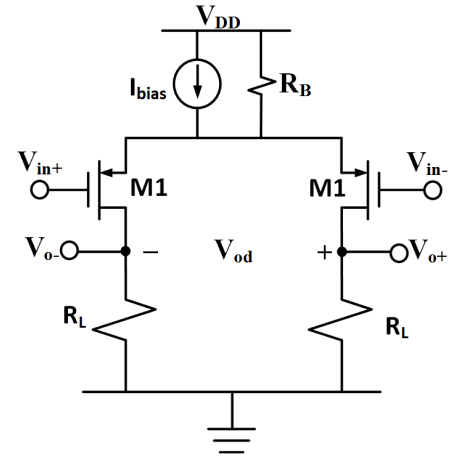 VDD
Ibias
RB
Vin+
M1
M1
Vin-
Vo-
−
Vod
+
Vo+
RL
RL